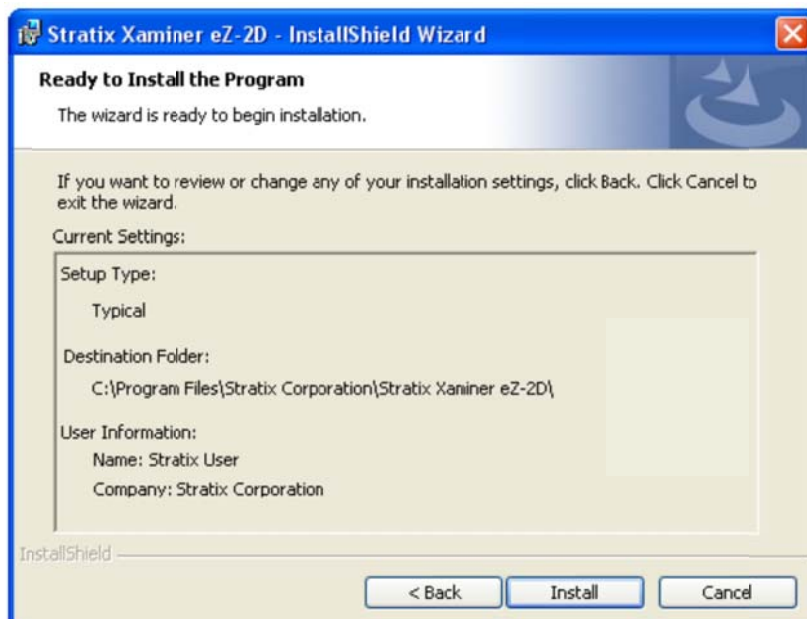 Stratix Xaminer eZ-2D - InstallShield Wizard
Ready to Install the Program
The wizard is ready to begin installation.
If you want to review or change any of your installation settings, click Back. Click Cancel to
exit the wizard.
Current Settings:
Setup Type:
Typical
Destination Folder:
C:\Program Files\Stratix Corporation\Stratix Xaminer eZ-2D\
User Information:
Name: Stratix User
Company: Stratix Corporation
InstallShield
< Back
Install
Cancel